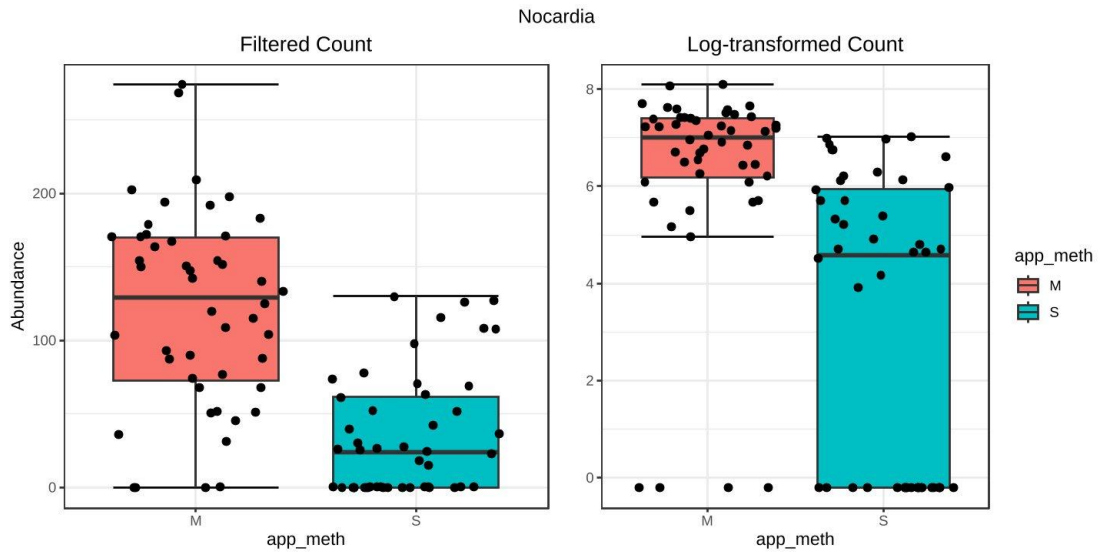 Nocardia
Filtered Count
Log-transformed Count
Abundance
200
100
0
8
6
4
2
0
M
S
M
S
app_meth
app_meth
app_meth
M
S